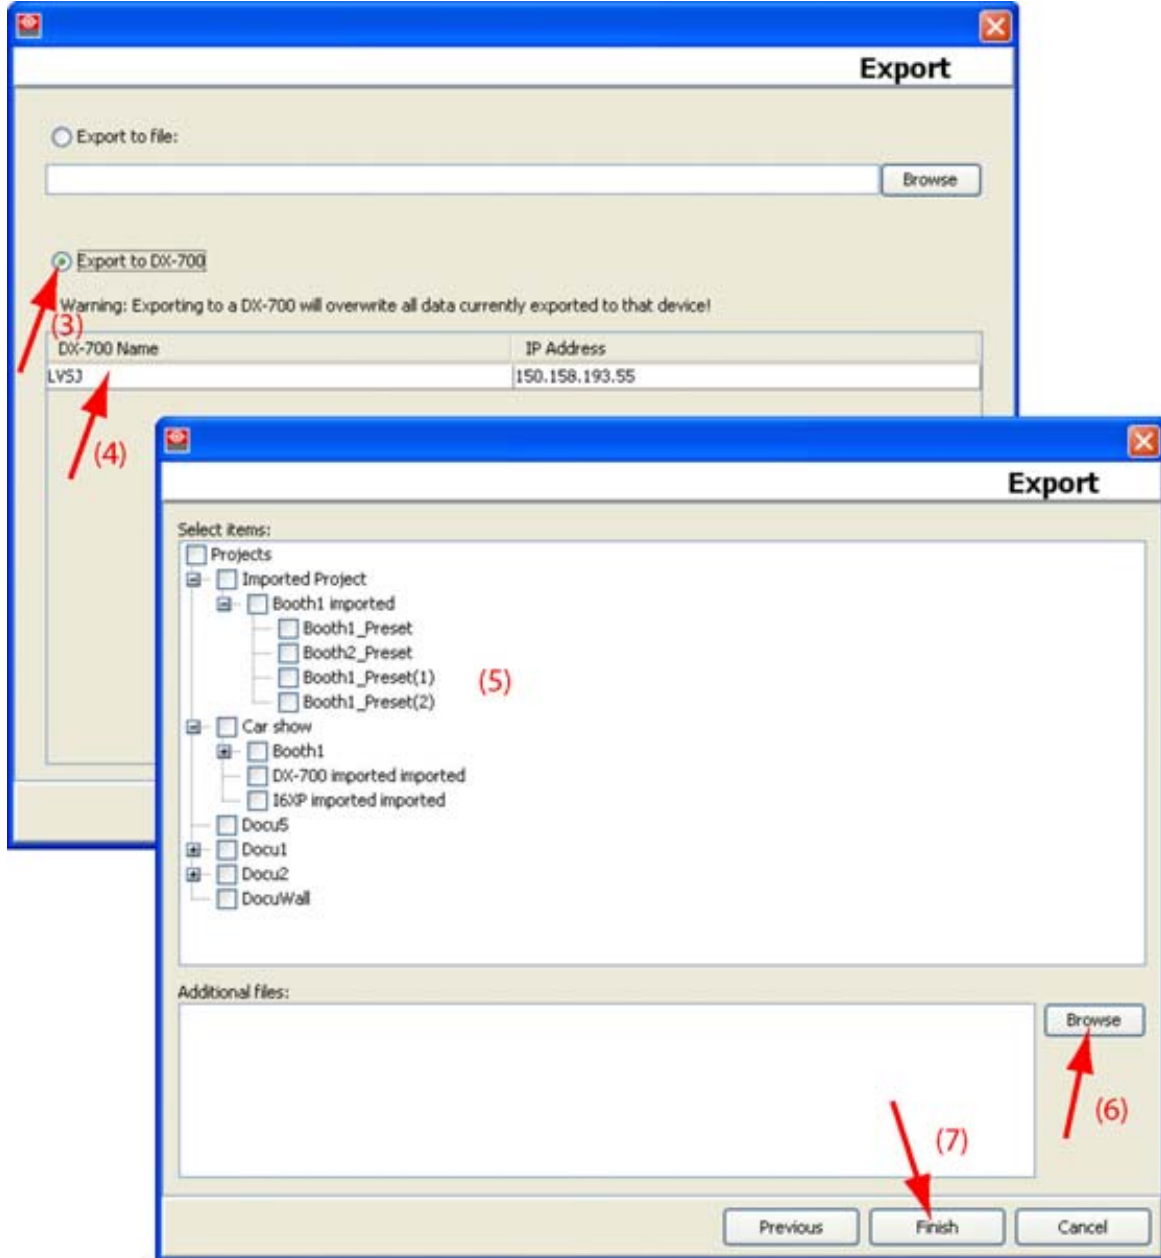 Export
Export to file:
Browse
Export to DX-700
Warning: Exporting to a DX-700 will overwrite all data currently exported to that device!
(3)
DX-700 Name IP Address
LVSJ 150.158.193.55
(4)
Export
Select items:
Projects
Imported Project
Booth1 imported
Booth1_Preset
Booth2_Preset
Booth1_Preset(1)
(5)
Booth1_Preset(2)
Car show
Booth1
DX-700 imported imported
I6XP imported imported
Docu5
Docu1
Docu2
DocuWall
Additional files:
Browse
(6)
(7)
Previous Finish Cancel